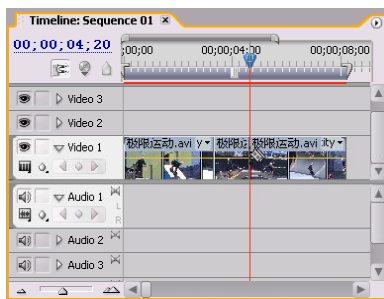 Timeline: Sequence 01 ×
00;00;04;20
;00;00 00;00;04;00 00;00;08;00
Video 3
Video 2
Video 1
极限运动.avi y 极限运 极限运动.avi ity
Audio 1
L
R
Audio 2
Audio 3